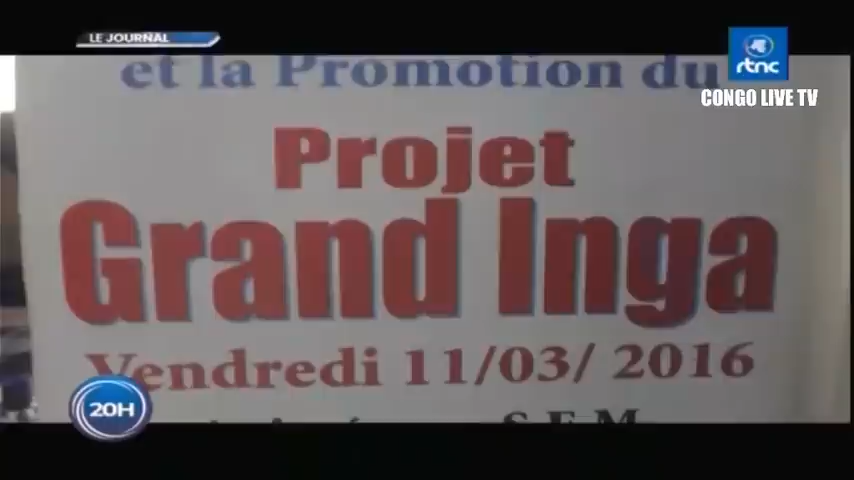 LE JOURNAL
rtnc
CONGO LIVE TV
et la Promotion du
Projet
Grand Inga
Vendredi 11/03/ 2016
20H
S.E.M